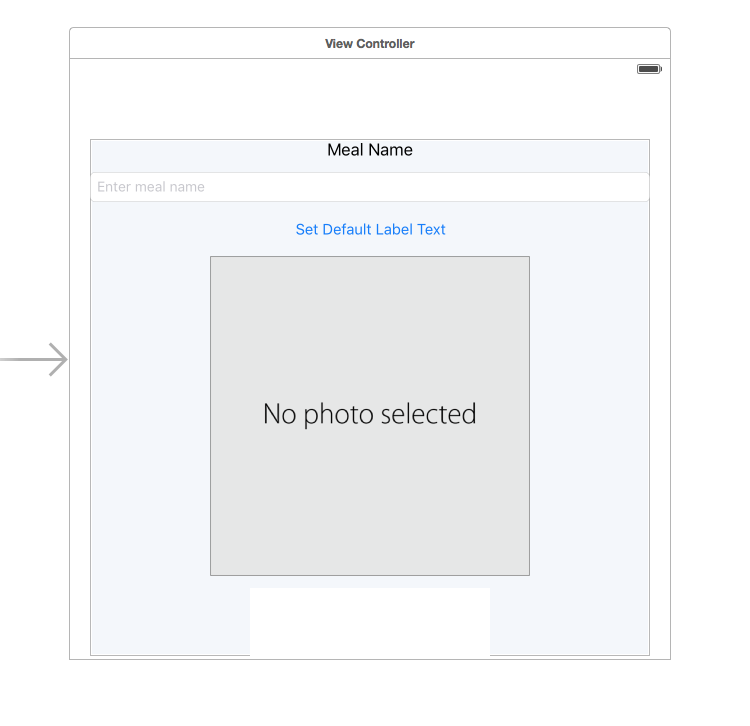 View Controller
Meal Name
Enter meal name
Set Default Label Text
No photo selected